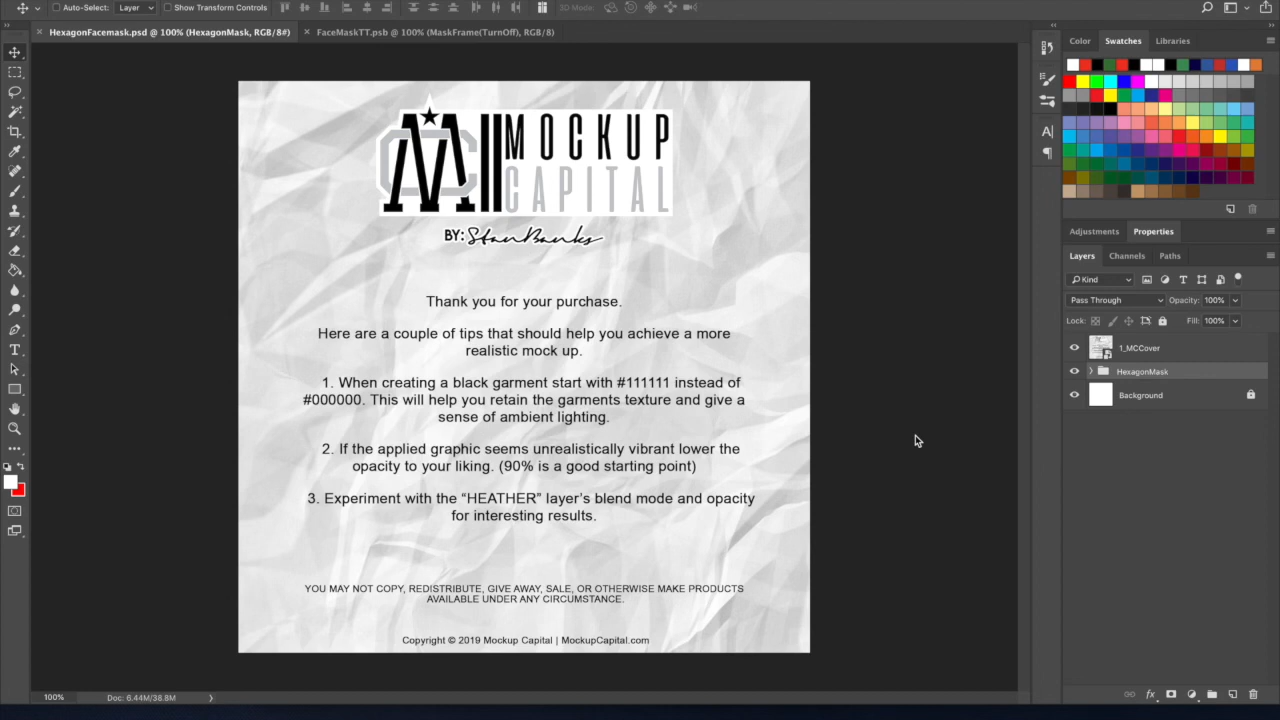 Auto-Select:
Layer
Show Transform Controls
3D Mode
HexagonFacemask.psd @ 100% (HexagonMask, RGB/8#)
FaceMaskTT.psb @ 100% (MaskFrame(TurnOff), RGB/8)
Color
Swatches
Libraries
MC
MOCKUP
CAPITAL
BY: StanBanks
Thank you for your purchase.
Here are a couple of tips that should help you achieve a more
realistic mock up.
1. When creating a black garment start with #111111 instead of
#000000. This will help you retain the garments texture and give a
sense of ambient lighting.
2. If the applied graphic seems unrealistically vibrant lower the
opacity to your liking. (90% is a good starting point)
3. Experiment with the “HEATHER” layer’s blend mode and opacity
for interesting results.
YOU MAY NOT COPY, REDISTRIBUTE, GIVE AWAY, SALE, OR OTHERWISE MAKE PRODUCTS
AVAILABLE UNDER ANY CIRCUMSTANCE.
Copyright © 2019 Mockup Capital | MockupCapital.com
Adjustments
Properties
Layers
Channels
Paths
Kind
Pass Through
Opacity: 100%
Lock:
Fill: 100%
1_MCCover
HexagonMask
Background
fx
100%
Doc: 6.44M/38.8M